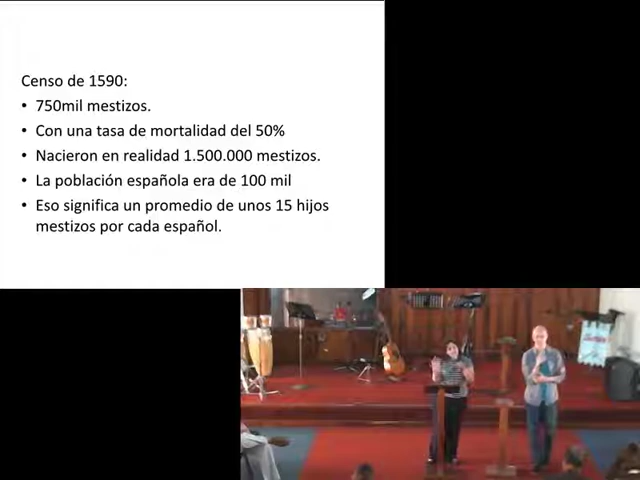 Censo de 1590:
• 750mil mestizos.
• Con una tasa de mortalidad del 50%
• Nacieron en realidad 1.500.000 mestizos.
• La población española era de 100 mil
• Eso significa un promedio de unos 15 hijos
mestizos por cada español.